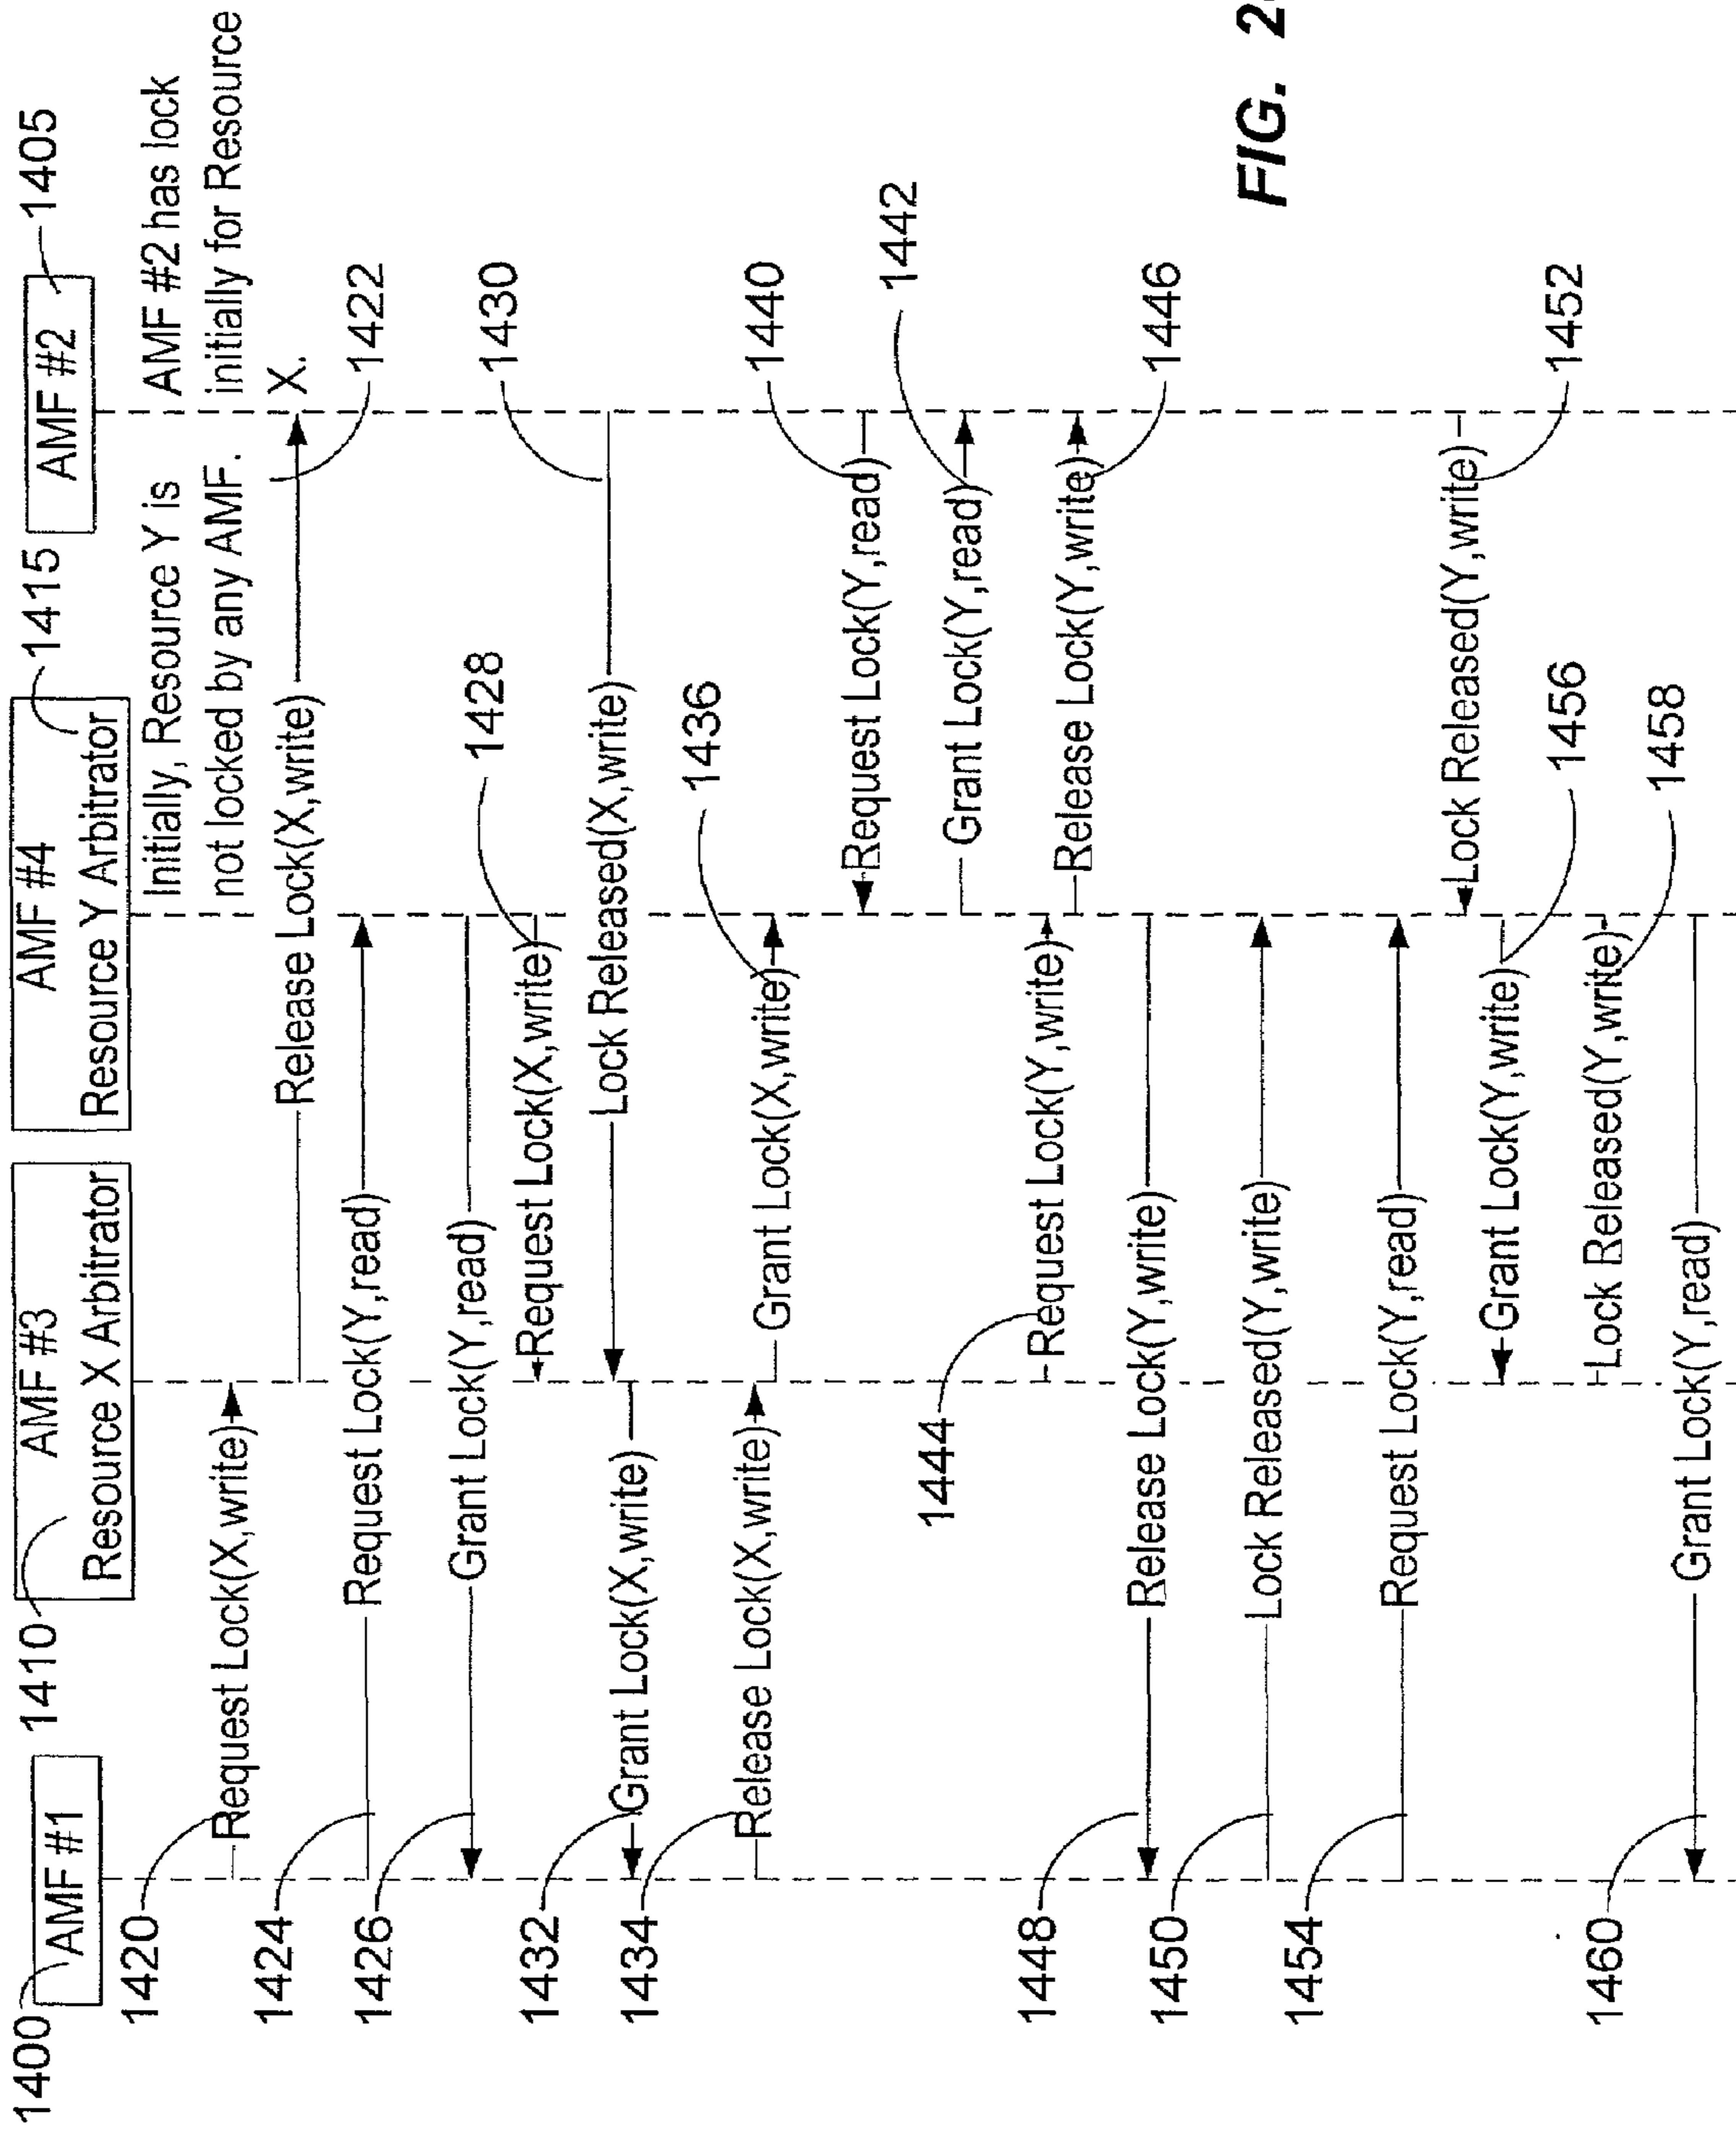 1400
AMF #1
1410
AMF #3
Resource X Arbitrator
AMF #4
Resource Y Arbitrator
1415
AMF #2
1405
Initially, Resource Y is
not locked by any AMF.
AMF #2 has lock
initially for Resource
X.
1420
Request Lock(X,write)
Release Lock(X,write)
1422
1424
Request Lock(Y,read)
1426
Grant Lock(Y,read)
Request Lock(X,write)
1428
Lock Released(X,write)
1430
1432
Grant Lock(X,write)
1434
Release Lock(X,write)
Grant Lock(X,write)
1436
Request Lock(Y,read)
1440
Grant Lock(Y,read)
1442
1444
Request Lock(Y,write)
Release Lock(Y,write)
1446
1448
Release Lock(Y,write)
1450
Lock Released(Y,write)
1454
Request Lock(Y,read)
Lock Released(Y,write)
1452
Grant Lock(Y,write)
1456
Lock Released(Y,write)
1458
1460
Grant Lock(Y,read)
FIG.